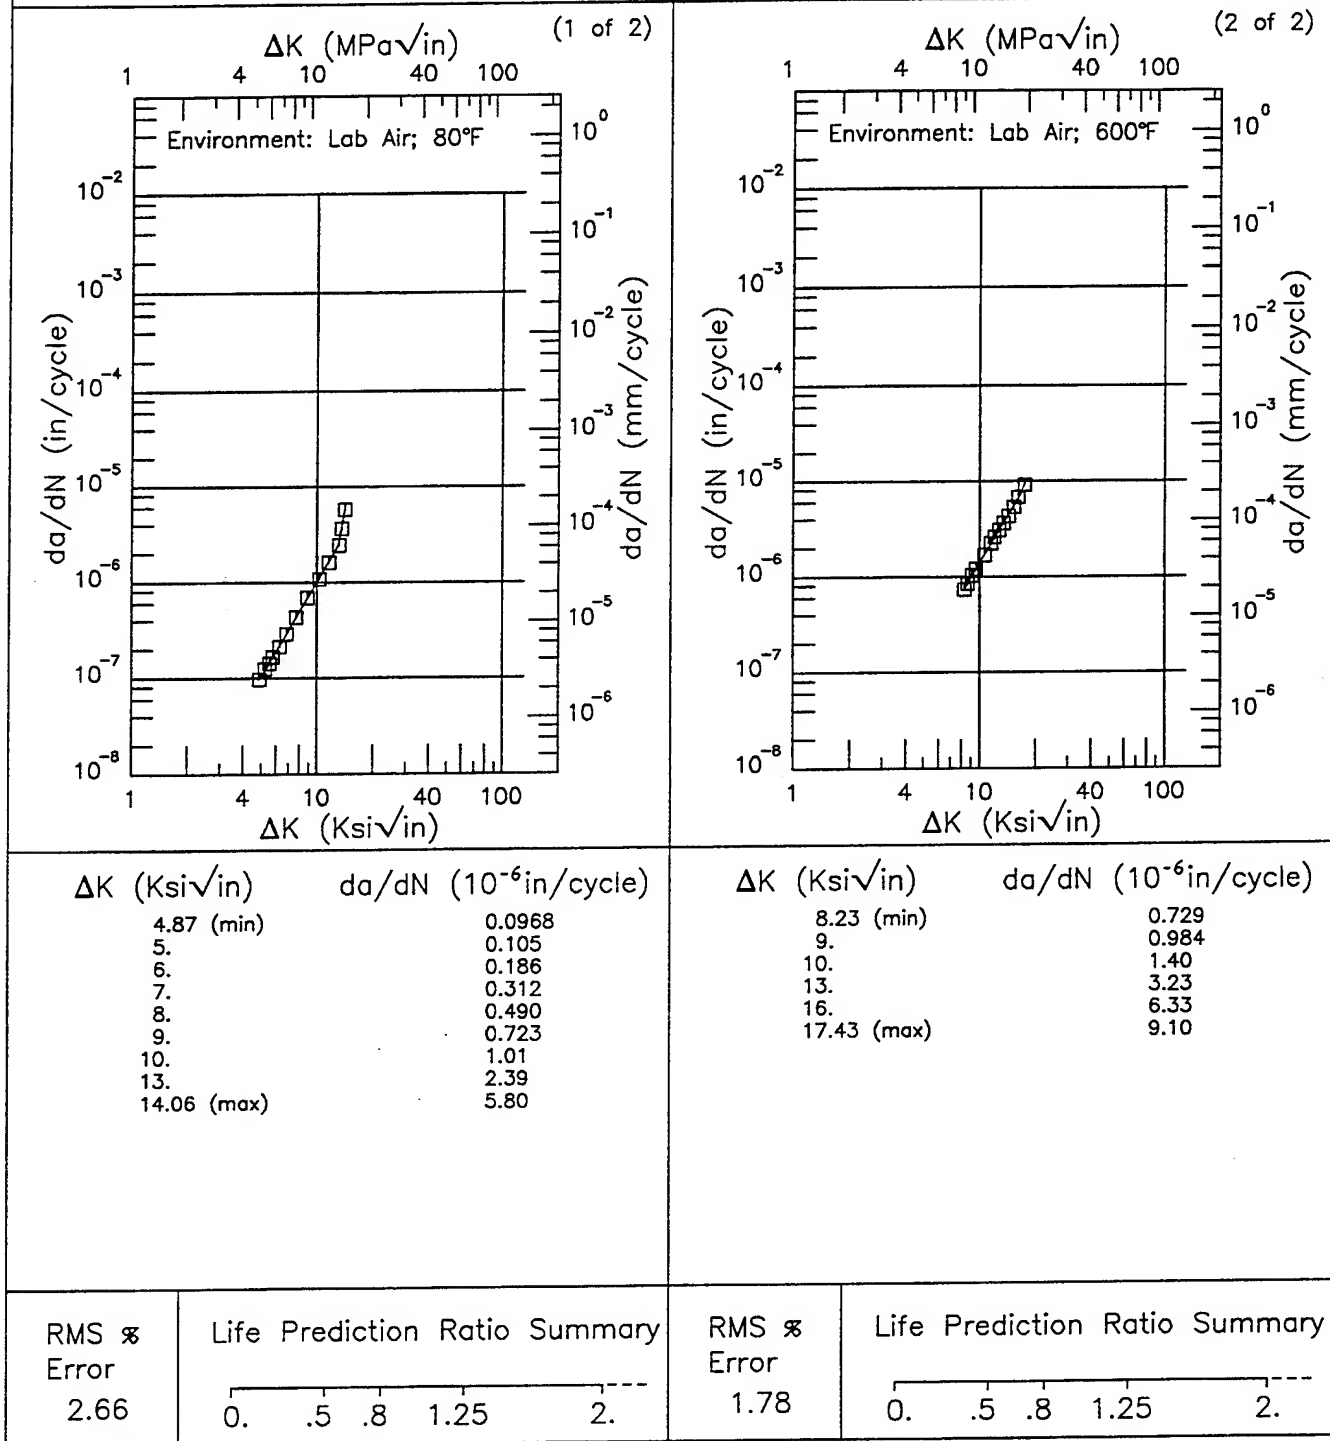 (1 of 2)
ΔK (MPa√in)
1 4 10 40 100
Environment: Lab Air; 80°F
10⁰
10⁻²
10⁻¹
10⁻³
10⁻²
10⁻⁴
10⁻³
10⁻⁵
10⁻⁴
10⁻⁶
10⁻⁵
10⁻⁷
10⁻⁶
10⁻⁸
da/dN (in/cycle)
da/dN (mm/cycle)
1 4 10 40 100
ΔK (Ksi√in)
ΔK (Ksi√in) da/dN (10⁻⁶in/cycle)
4.87 (min) 0.0968
5. 0.105
6. 0.186
7. 0.312
8. 0.490
9. 0.723
10. 1.01
13. 2.39
14.06 (max) 5.80
RMS % Life Prediction Ratio Summary
Error
2.66 0. .5 .8 1.25 2.
(2 of 2)
ΔK (MPa√in)
1 4 10 40 100
Environment: Lab Air; 600°F
10⁰
10⁻²
10⁻¹
10⁻³
10⁻²
10⁻⁴
10⁻³
10⁻⁵
10⁻⁴
10⁻⁶
10⁻⁵
10⁻⁷
10⁻⁶
10⁻⁸
da/dN (in/cycle)
da/dN (mm/cycle)
1 4 10 40 100
ΔK (Ksi√in)
ΔK (Ksi√in) da/dN (10⁻⁶in/cycle)
8.23 (min) 0.729
9. 0.984
10. 1.40
13. 3.23
16. 6.33
17.43 (max) 9.10
RMS % Life Prediction Ratio Summary
Error
1.78 0. .5 .8 1.25 2.